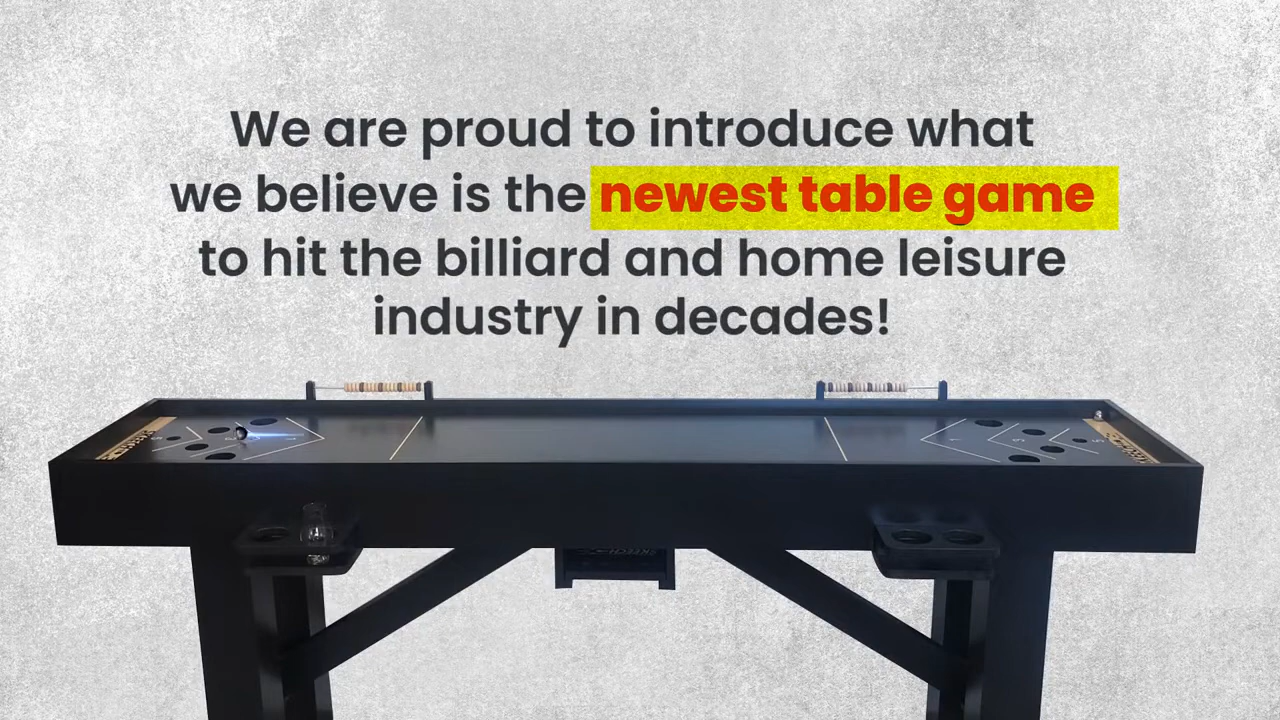 We are proud to introduce what
we believe is the newest table game
to hit the billiard and home leisure
industry in decades!